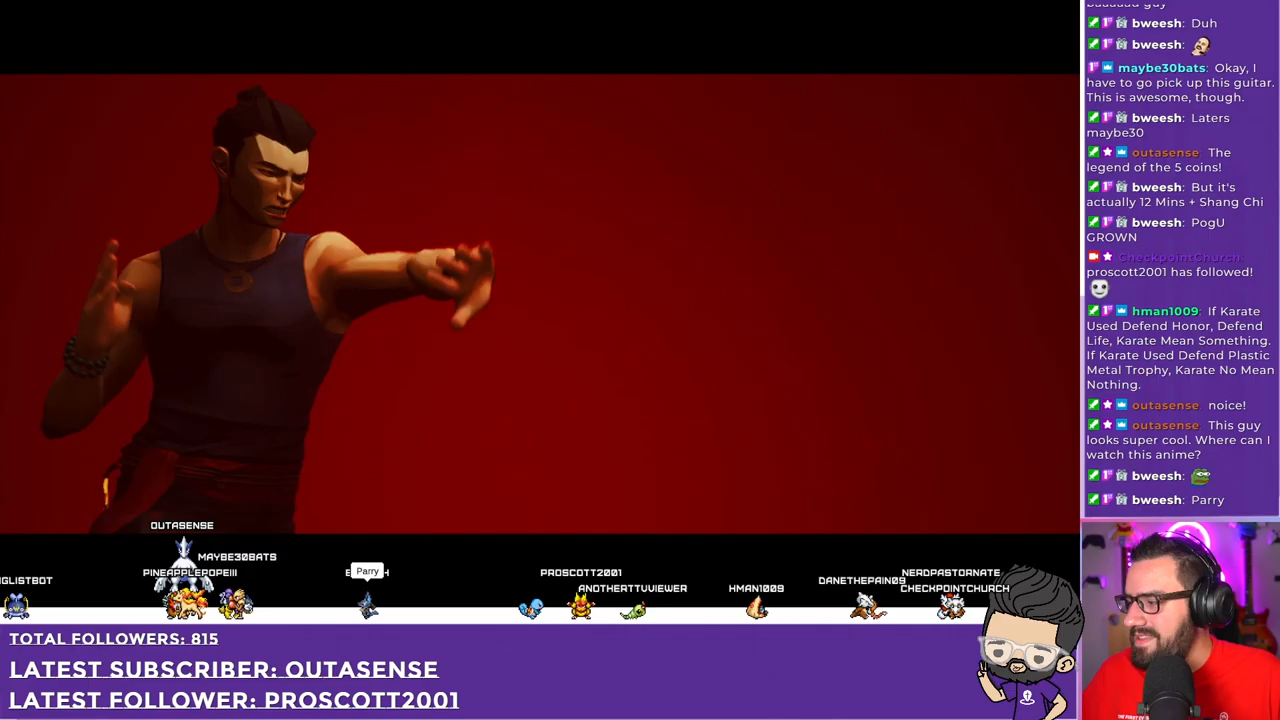 baaaaad guy
bweesh: Duh
bweesh:
maybe30bats: Okay, I
have to go pick up this guitar.
This is awesome, though.
bweesh: Laters
maybe30
outasense: The
legend of the 5 coins!
bweesh: But it's
actually 12 Mins + Shang Chi
bweesh: PogU
GROWN
CheckpointChurch:
proscott2001 has followed!
hman1009: If Karate
Used Defend Honor, Defend
Life, Karate Mean Something.
If Karate Used Defend Plastic
Metal Trophy, Karate No Mean
Nothing.
outasense: noice!
outasense: This guy
looks super cool. Where can I
watch this anime?
bweesh:
bweesh: Parry
OUTASENSE
MAYBE30BATS
PINEAPPLEPOPEIII
Parry
PROSCOTT2001
NERDPASTORNATE
GLISTBOT
ANOTHERTTVVIEWER
HMAN1009
DANETHEPAIN09
CHECKPOINTCHURCH
TOTAL FOLLOWERS: 815
LATEST SUBSCRIBER: OUTASENSE
LATEST FOLLOWER: PROSCOTT2001